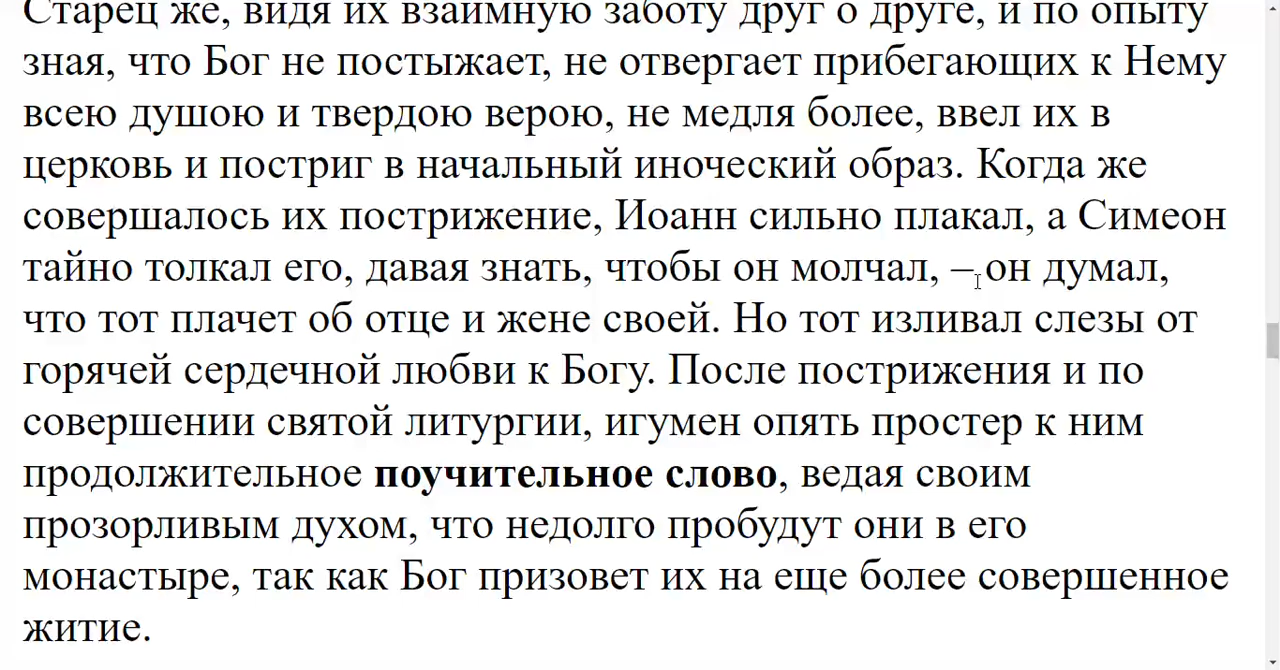 Старец же, видя их взаимную заботу друг о друге, и по опыту
зная, что Бог не постыжает, не отвергает прибегающих к Нему
всею душою и твердою верою, не медля более, ввел их в
церковь и постриг в начальный иноческий образ. Когда же
совершалось их пострижение, Иоанн сильно плакал, а Симеон
тайно толкал его, давая знать, чтобы он молчал, – он думал,
что тот плачет об отце и жене своей. Но тот изливал слезы от
горячей сердечной любви к Богу. После пострижения и по
совершении святой литургии, игумен опять простер к ним
продолжительное поучительное слово, ведая своим
прозорливым духом, что недолго пробудут они в его
монастыре, так как Бог призовет их на еще более совершенное
житие.